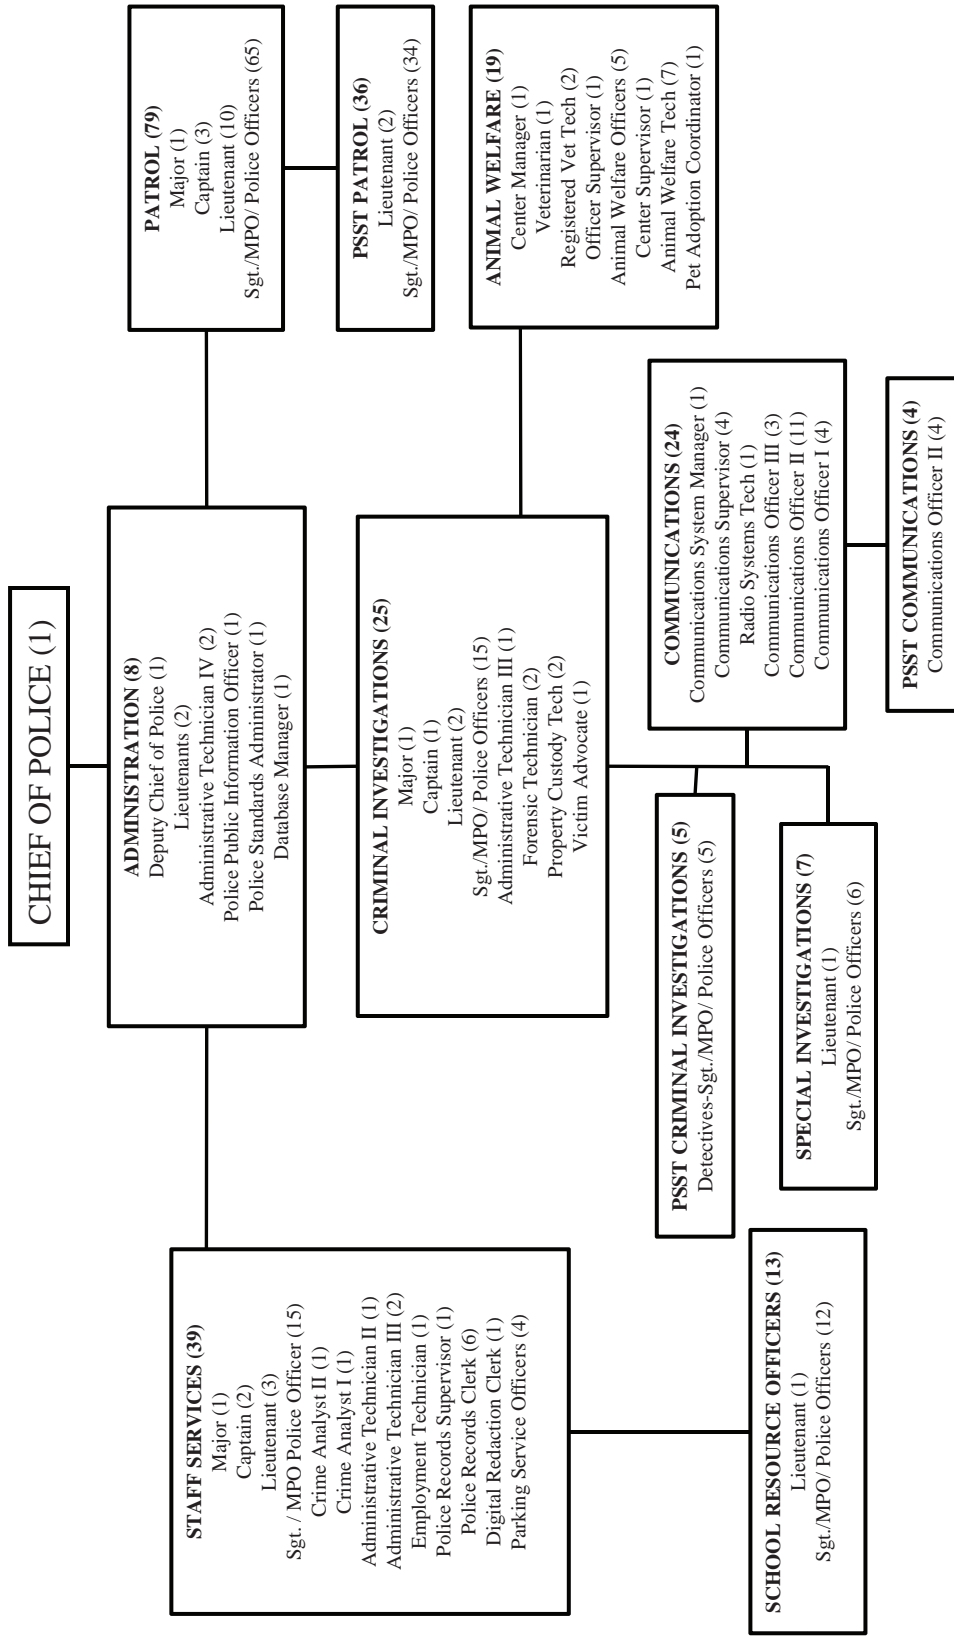 CHIEF OF POLICE (1)
ADMINISTRATION (8)
Deputy Chief of Police (1)
Lieutenants (2)
Administrative Technician IV (2)
Police Public Information Officer (1)
Police Standards Administrator (1)
Database Manager (1)
STAFF SERVICES (39)
Major (1)
Captain (2)
Lieutenant (3)
Sgt. / MPO Police Officer (15)
Crime Analyst II (1)
Crime Analyst I (1)
Administrative Technician II (1)
Administrative Technician III (2)
Employment Technician (1)
Police Records Supervisor (1)
Police Records Clerk (6)
Digital Redaction Clerk (1)
Parking Service Officers (4)
SCHOOL RESOURCE OFFICERS (13)
Lieutenant (1)
Sgt./MPO/ Police Officers (12)
CRIMINAL INVESTIGATIONS (25)
Major (1)
Captain (1)
Lieutenant (2)
Sgt./MPO/ Police Officers (15)
Administrative Technician III (1)
Forensic Technician (2)
Property Custody Tech (2)
Victim Advocate (1)
PSST CRIMINAL INVESTIGATIONS (5)
Detectives-Sgt./MPO/ Police Officers (5)
SPECIAL INVESTIGATIONS (7)
Lieutenant (1)
Sgt./MPO/ Police Officers (6)
PATROL (79)
Major (1)
Captain (3)
Lieutenant (10)
Sgt./MPO/ Police Officers (65)
PSST PATROL (36)
Lieutenant (2)
Sgt./MPO/ Police Officers (34)
ANIMAL WELFARE (19)
Center Manager (1)
Veterinarian (1)
Registered Vet Tech (2)
Officer Supervisor (1)
Animal Welfare Officers (5)
Center Supervisor (1)
Animal Welfare Tech (7)
Pet Adoption Coordinator (1)
COMMUNICATIONS (24)
Communications System Manager (1)
Communications Supervisor (4)
Radio Systems Tech (1)
Communications Officer III (3)
Communications Officer II (11)
Communications Officer I (4)
PSST COMMUNICATIONS (4)
Communications Officer II (4)